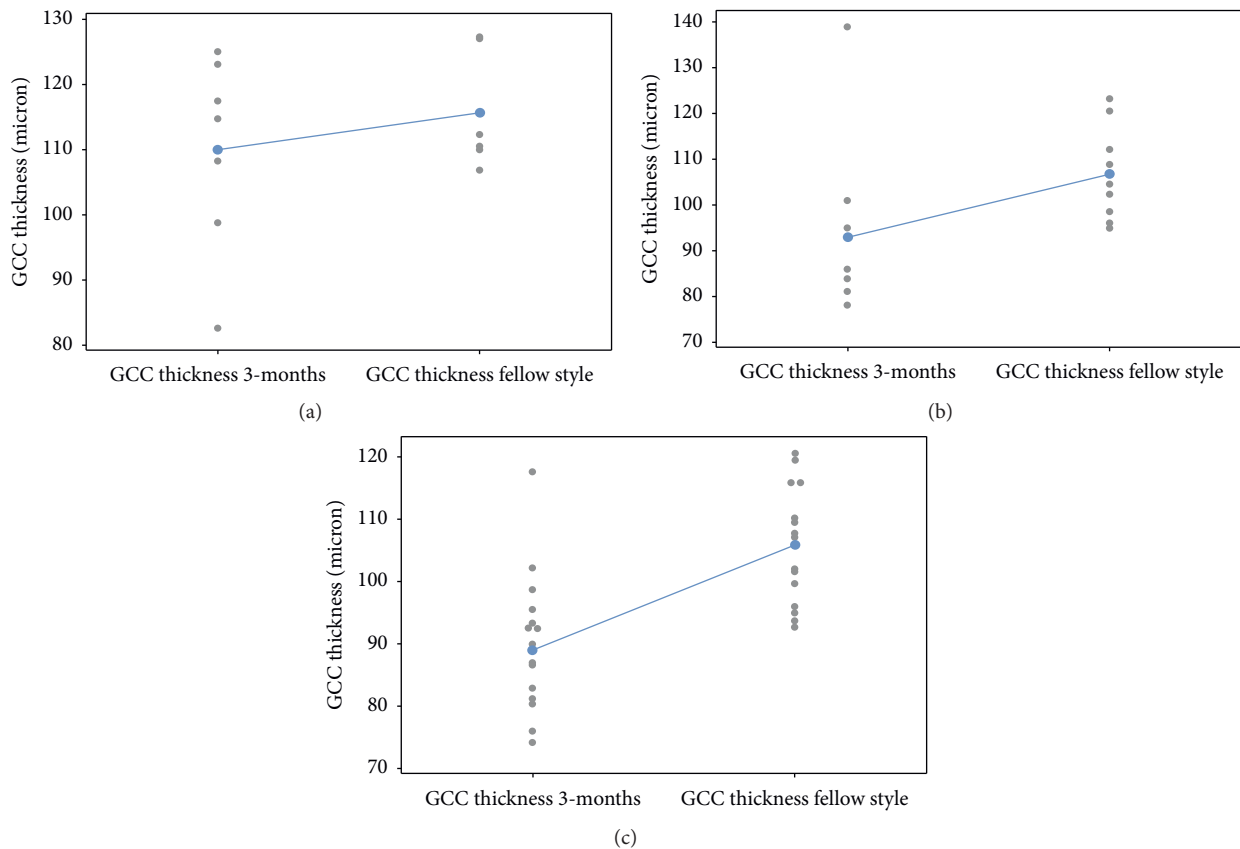 130
120
110
100
90
80
GCC thickness (micron)
GCC thickness 3-months
GCC thickness fellow style
(a)
140
130
120
110
100
90
80
70
GCC thickness (micron)
GCC thickness 3-months
GCC thickness fellow style
(b)
120
110
100
90
80
70
GCC thickness (micron)
GCC thickness 3-months
GCC thickness fellow style
(c)